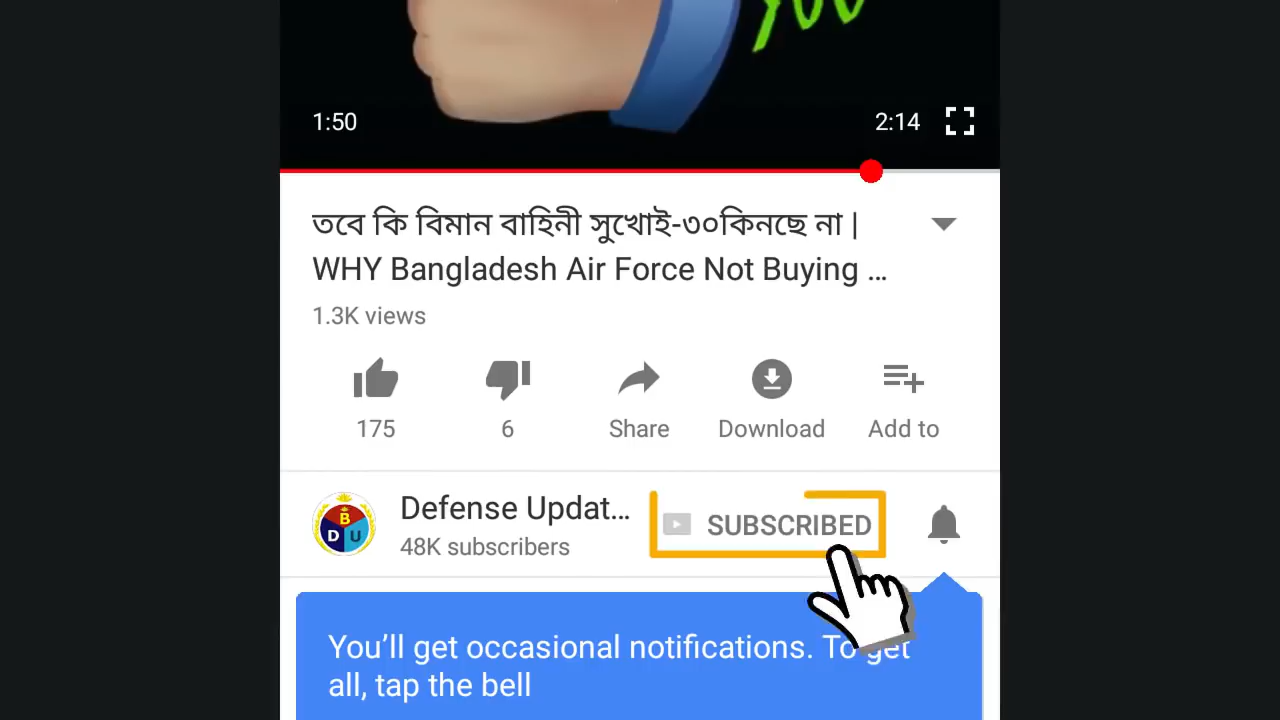 1:50
2:14
তবে কি বিমান বাহিনী সুখোই-৩০কিনছে না |
WHY Bangladesh Air Force Not Buying ...
1.3K views
175
6
Share
Download
Add to
B
D U
Defense Updat...
48K subscribers
SUBSCRIBED
You’ll get occasional notifications. To get
all, tap the bell